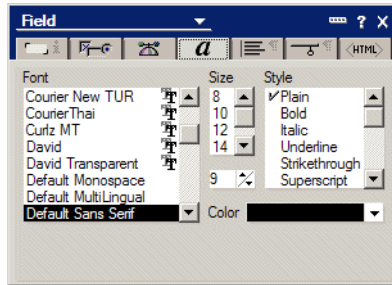 Field
? X
i a <HTML>
Font Size Style
Courier New TUR
CourierThai
Curlz MT
David
David Transparent
Default Monospace
Default MultiLingual
Default Sans Serif
8
10
12
14
9
Plain
Bold
Italic
Underline
Strikethrough
Superscript
Color